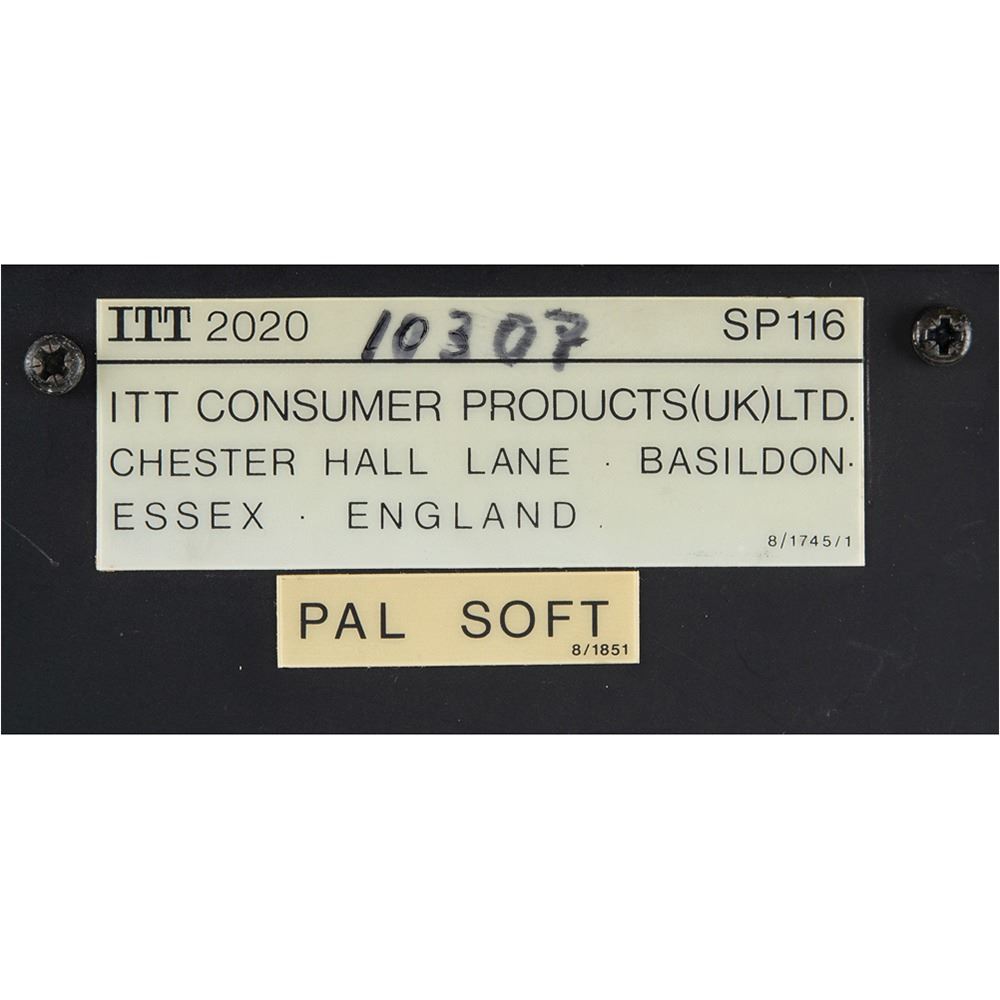 ITT 2020 10307 SP116
ITT CONSUMER PRODUCTS(UK)LTD.
CHESTER HALL LANE · BASILDON·
ESSEX · ENGLAND.
8/1745/1
PAL SOFT
8/1851